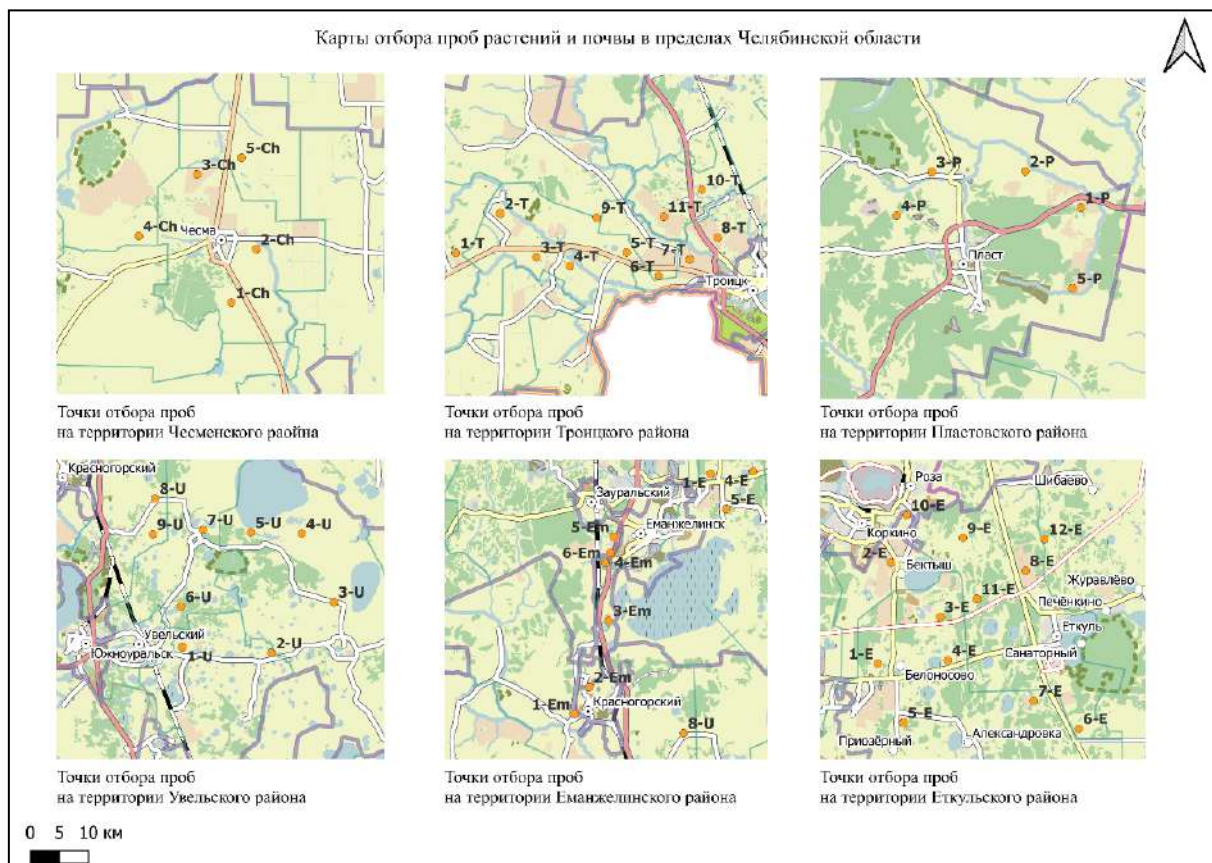 Карты отбора проб растений и почвы в пределах Челябинской области
5-Ch
3-Ch
4-Ch
Чесма
2-Ch
1-Ch
Точки отбора проб
на территории Чесменского раойна
10-T
2-T
9-T
11-T
8-T
1-T
3-T
5-T
4-T
7-T
6-T
Троицк
Точки отбора проб
на территории Троицкого района
3-P
2-P
4-P
1-P
Пласт
5-P
Точки отбора проб
на территории Пластовского района
Красногорский
8-U
9-U
7-U
5-U
4-U
6-U
3-U
Увельский
2-U
Южноуральск
1-U
Точки отбора проб
на территории Увельского района
1-E
4-E
Зауральский
5-E
Еманжелинск
5-Em
6-Em
4-Em
3-Em
2-Em
Красногорский
1-Em
8-U
Точки отбора проб
на территории Еманжелинского района
Роза
Шибаево
10-E
Коркино
9-E
12-E
2-E
Бектыш
8-E
Журавлёво
11-E
Печёнкино
3-E
Еткуль
Санаторный
4-E
1-E
Белоносово
7-E
5-E
6-E
Приозёрный
Александровка
Точки отбора проб
на территории Еткульского района
0 5 10 км